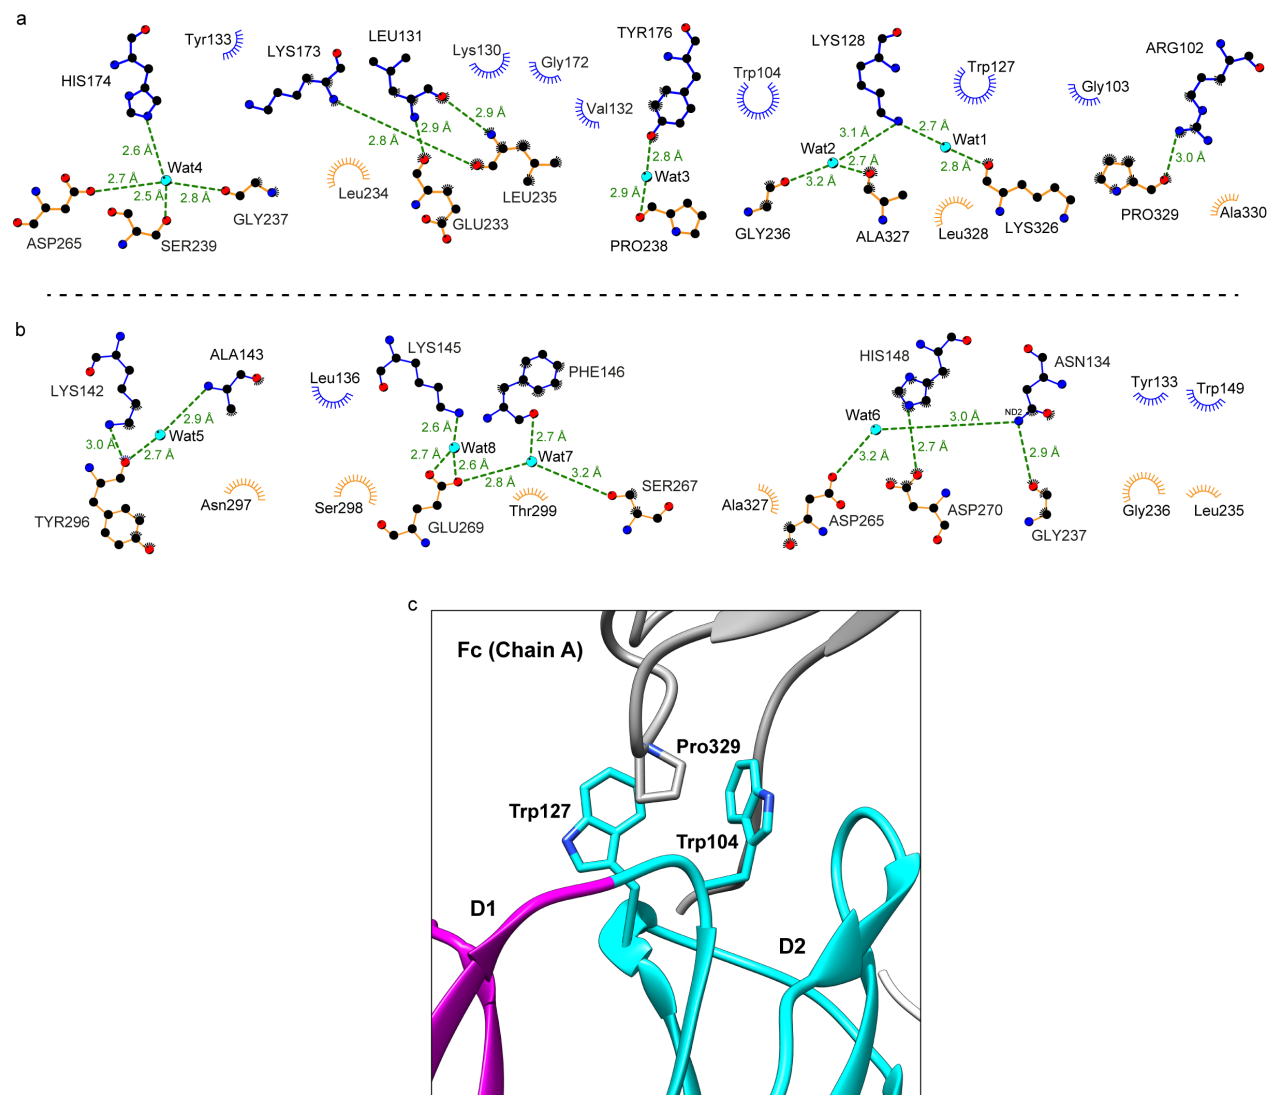 a
HIS174
Tyr133
LYS173
LEU131
Lys130
Gly172
Val132
TYR176
Trp104
LYS128
Trp127
Gly103
ARG102
2.6 Å
Wat4
2.7 Å
2.5 Å
2.8 Å
ASP265
SER239
GLY237
2.9 Å
2.9 Å
2.8 Å
Leu234
GLU233
LEU235
2.8 Å
Wat3
2.9 Å
PRO238
3.1 Å
2.7 Å
Wat1
Wat2
2.7 Å
2.8 Å
3.2 Å
GLY236
ALA327
Leu328
LYS326
3.0 Å
PRO329
Ala330
b
LYS142
ALA143
2.9 Å
3.0 Å
Wat5
2.7 Å
TYR296
Asn297
Leu136
LYS145
PHE146
2.6 Å
2.7 Å
Wat8
2.7 Å
2.6 Å
Wat7
2.8 Å
3.2 Å
Ser298
GLU269
Thr299
SER267
HIS148
ASN134
Tyr133
Trp149
Wat6
3.0 Å
ND2
3.2 Å
2.7 Å
2.9 Å
Ala327
ASP265
ASP270
GLY237
Gly236
Leu235
c
Fc (Chain A)
Pro329
Trp127
Trp104
D1
D2